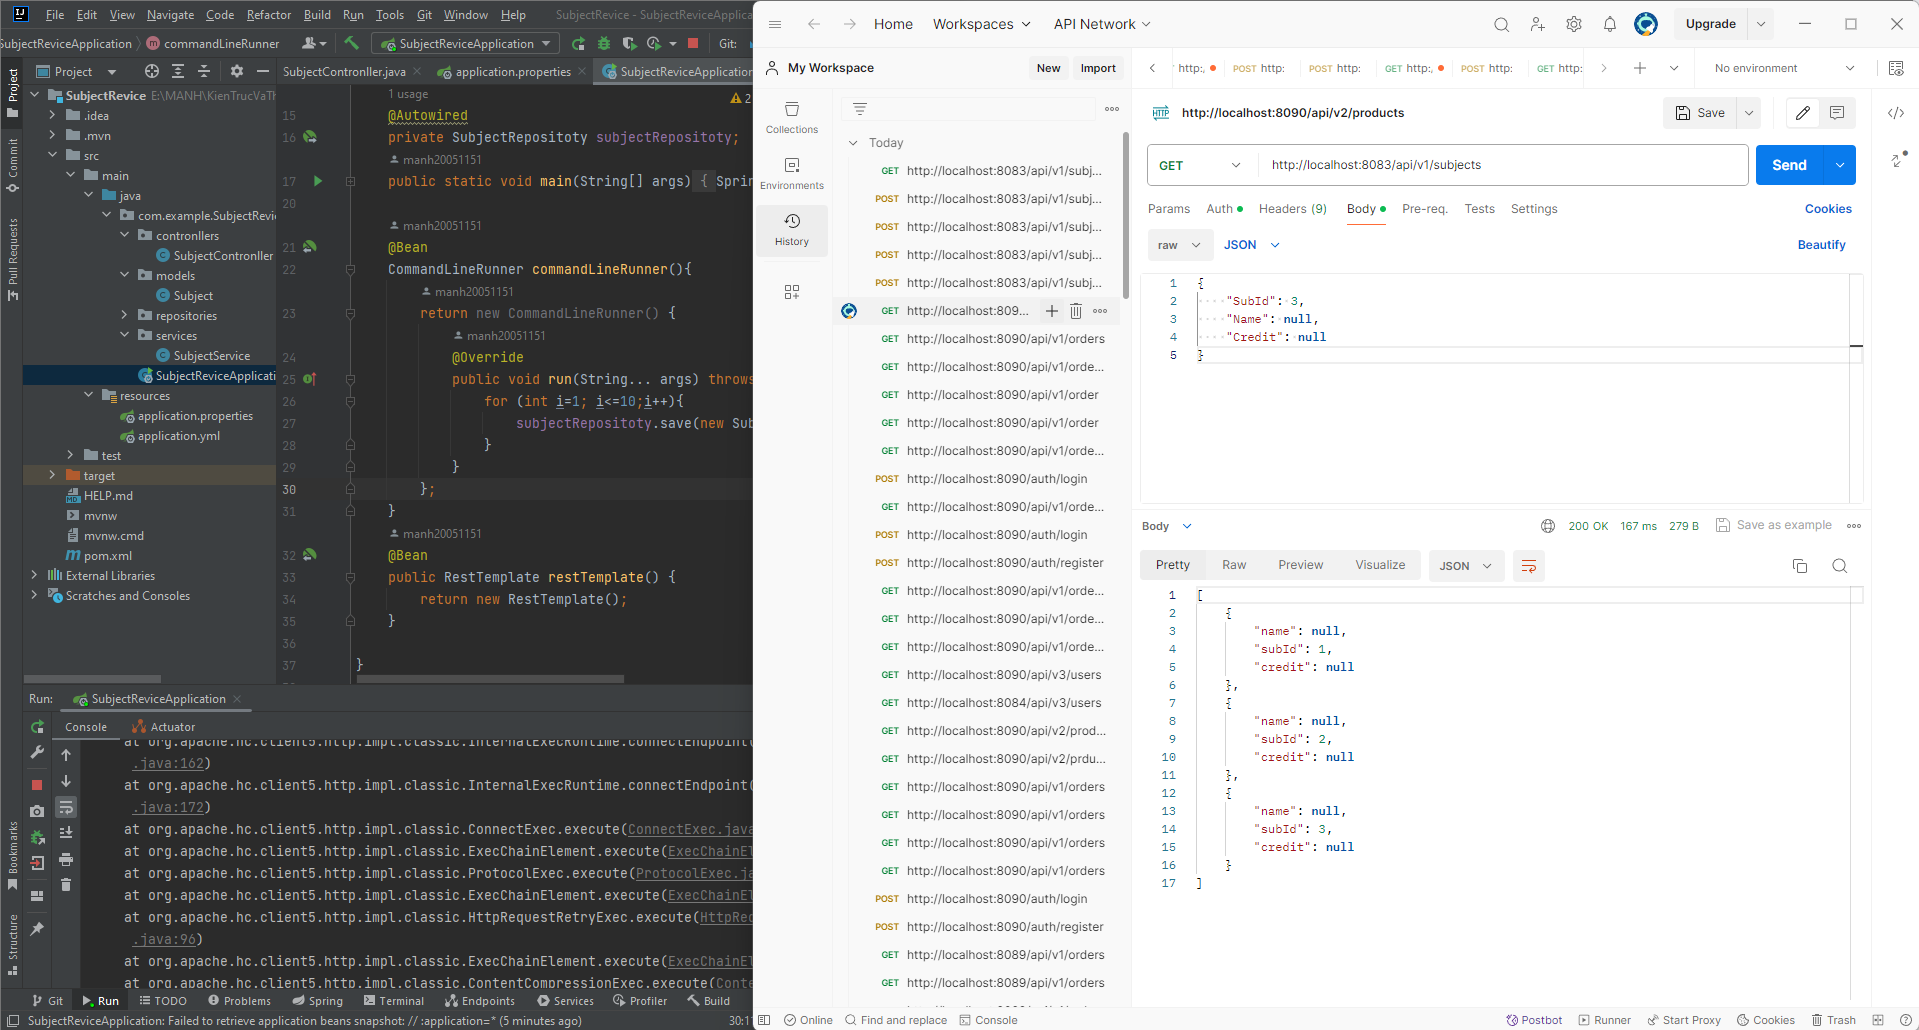 File Edit View Navigate Code Refactor Build Run Tools Git Window Help SubjectRevice - SubjectReviceApplication
SubjectReviceApplication commandLineRunner SubjectReviceApplication Git:
Project SubjectContronller.java application.properties SubjectReviceApplication
SubjectRevice E:\MANH\KienTrucVaTh
.idea
.mvn
src
main
java
com.example.SubjectRevi
contronllers
SubjectContronller
models
Subject
repositories
services
SubjectService
SubjectReviceApplicati
resources
application.properties
application.yml
test
target
HELP.md
mvnw
mvnw.cmd
pom.xml
External Libraries
Scratches and Consoles
Project
Commit
Pull Requests
Bookmarks
Structure
1 usage
2
15 @Autowired
16 private SubjectRepositoty subjectRepositoty;
manh20051151
17 public static void main(String[] args) { Sprin
20
manh20051151
21 @Bean
22 CommandLineRunner commandLineRunner(){
manh20051151
23 return new CommandLineRunner() {
manh20051151
24 @Override
25 public void run(String... args) throws
26 for (int i=1; i<=10;i++){
27 subjectRepositoty.save(new Sub
28 }
29 }
30 };
31 }
manh20051151
32 @Bean
33 public RestTemplate restTemplate() {
34 return new RestTemplate();
35 }
36
37 }
Run: SubjectReviceApplication
Console Actuator
at org.apache.hc.client5.http.impl.classic.InternalExecRuntime.connectEndpoint(
.java:162)
at org.apache.hc.client5.http.impl.classic.InternalExecRuntime.connectEndpoint(
.java:172)
at org.apache.hc.client5.http.impl.classic.ConnectExec.execute(ConnectExec.java
at org.apache.hc.client5.http.impl.classic.ExecChainElement.execute(ExecChainEl
at org.apache.hc.client5.http.impl.classic.ProtocolExec.execute(ProtocolExec.ja
at org.apache.hc.client5.http.impl.classic.ExecChainElement.execute(ExecChainEl
at org.apache.hc.client5.http.impl.classic.HttpRequestRetryExec.execute(HttpReq
.java:96)
at org.apache.hc.client5.http.impl.classic.ExecChainElement.execute(ExecChainEl
at org.apache.hc.client5.http.impl.classic.ContentCompressionExec.execute(Conte
Git Run TODO Problems Spring Terminal Endpoints Services Profiler Build
SubjectReviceApplication: Failed to retrieve application beans snapshot: // :application=* (5 minutes ago) 30:1
Home Workspaces API Network Upgrade
My Workspace New Import
http:, POST http: POST http: GET http:, POST http: GET http: No environment
Collections
Environments
History
Today
GET http://localhost:8083/api/v1/subj...
POST http://localhost:8083/api/v1/subj...
POST http://localhost:8083/api/v1/subj...
POST http://localhost:8083/api/v1/subj...
POST http://localhost:8083/api/v1/subj...
GET http://localhost:809...
GET http://localhost:8090/api/v1/orders
GET http://localhost:8090/api/v1/orde...
GET http://localhost:8090/api/v1/order
GET http://localhost:8090/api/v1/order
GET http://localhost:8090/api/v1/orde...
POST http://localhost:8090/auth/login
GET http://localhost:8090/api/v1/orde...
POST http://localhost:8090/auth/login
POST http://localhost:8090/auth/register
GET http://localhost:8090/api/v1/orde...
GET http://localhost:8090/api/v1/orde...
GET http://localhost:8090/api/v1/orde...
GET http://localhost:8090/api/v3/users
GET http://localhost:8084/api/v3/users
GET http://localhost:8090/api/v2/prod...
GET http://localhost:8090/api/v2/prdu...
GET http://localhost:8090/api/v1/orders
GET http://localhost:8090/api/v1/orders
GET http://localhost:8090/api/v1/orders
GET http://localhost:8090/api/v1/orders
POST http://localhost:8090/auth/login
POST http://localhost:8090/auth/register
GET http://localhost:8089/api/v1/orders
GET http://localhost:8089/api/v1/orders
HTTP http://localhost:8090/api/v2/products Save
GET http://localhost:8083/api/v1/subjects Send
Params Auth Headers (9) Body Pre-req. Tests Settings Cookies
raw JSON Beautify
1 {
2 "SubId": 3,
3 "Name": null,
4 "Credit": null
5 }
Body 200 OK 167 ms 279 B Save as example
Pretty Raw Preview Visualize JSON
1 [
2 {
3 "name": null,
4 "subId": 1,
5 "credit": null
6 },
7 {
8 "name": null,
9 "subId": 2,
10 "credit": null
11 },
12 {
13 "name": null,
14 "subId": 3,
15 "credit": null
16 }
17 ]
Online Find and replace Console Postbot Runner Start Proxy Cookies Trash